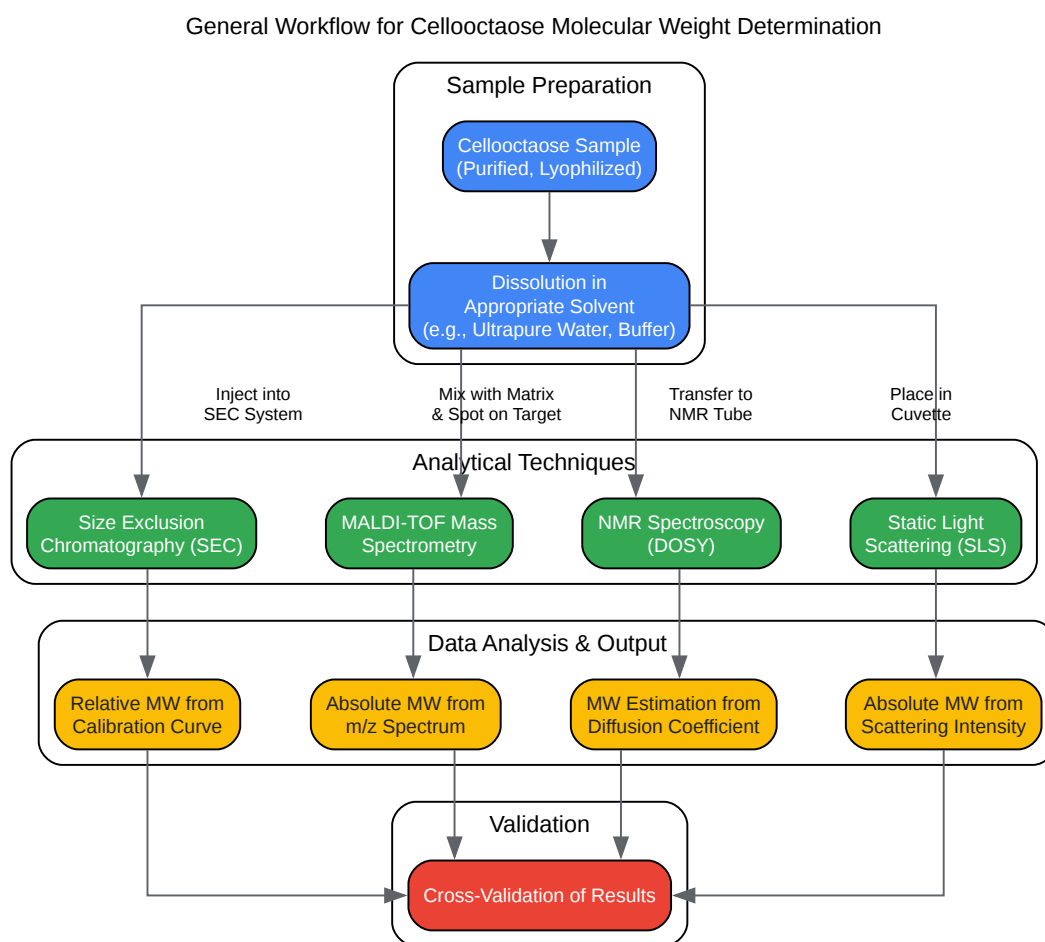 General Workflow for Cellooctaose Molecular Weight Determination
Sample Preparation
Cellooctaose Sample
(Purified, Lyophilized)
Dissolution in
Appropriate Solvent
(e.g., Ultrapure Water, Buffer)
Inject into
SEC System
Mix with Matrix
& Spot on Target
Transfer to
NMR Tube
Place in
Cuvette
Analytical Techniques
Size Exclusion
Chromatography (SEC)
MALDI-TOF Mass
Spectrometry
NMR Spectroscopy
(DOSY)
Static Light
Scattering (SLS)
Data Analysis & Output
Relative MW from
Calibration Curve
Absolute MW from
m/z Spectrum
MW Estimation from
Diffusion Coefficient
Absolute MW from
Scattering Intensity
Validation
Cross-Validation of Results